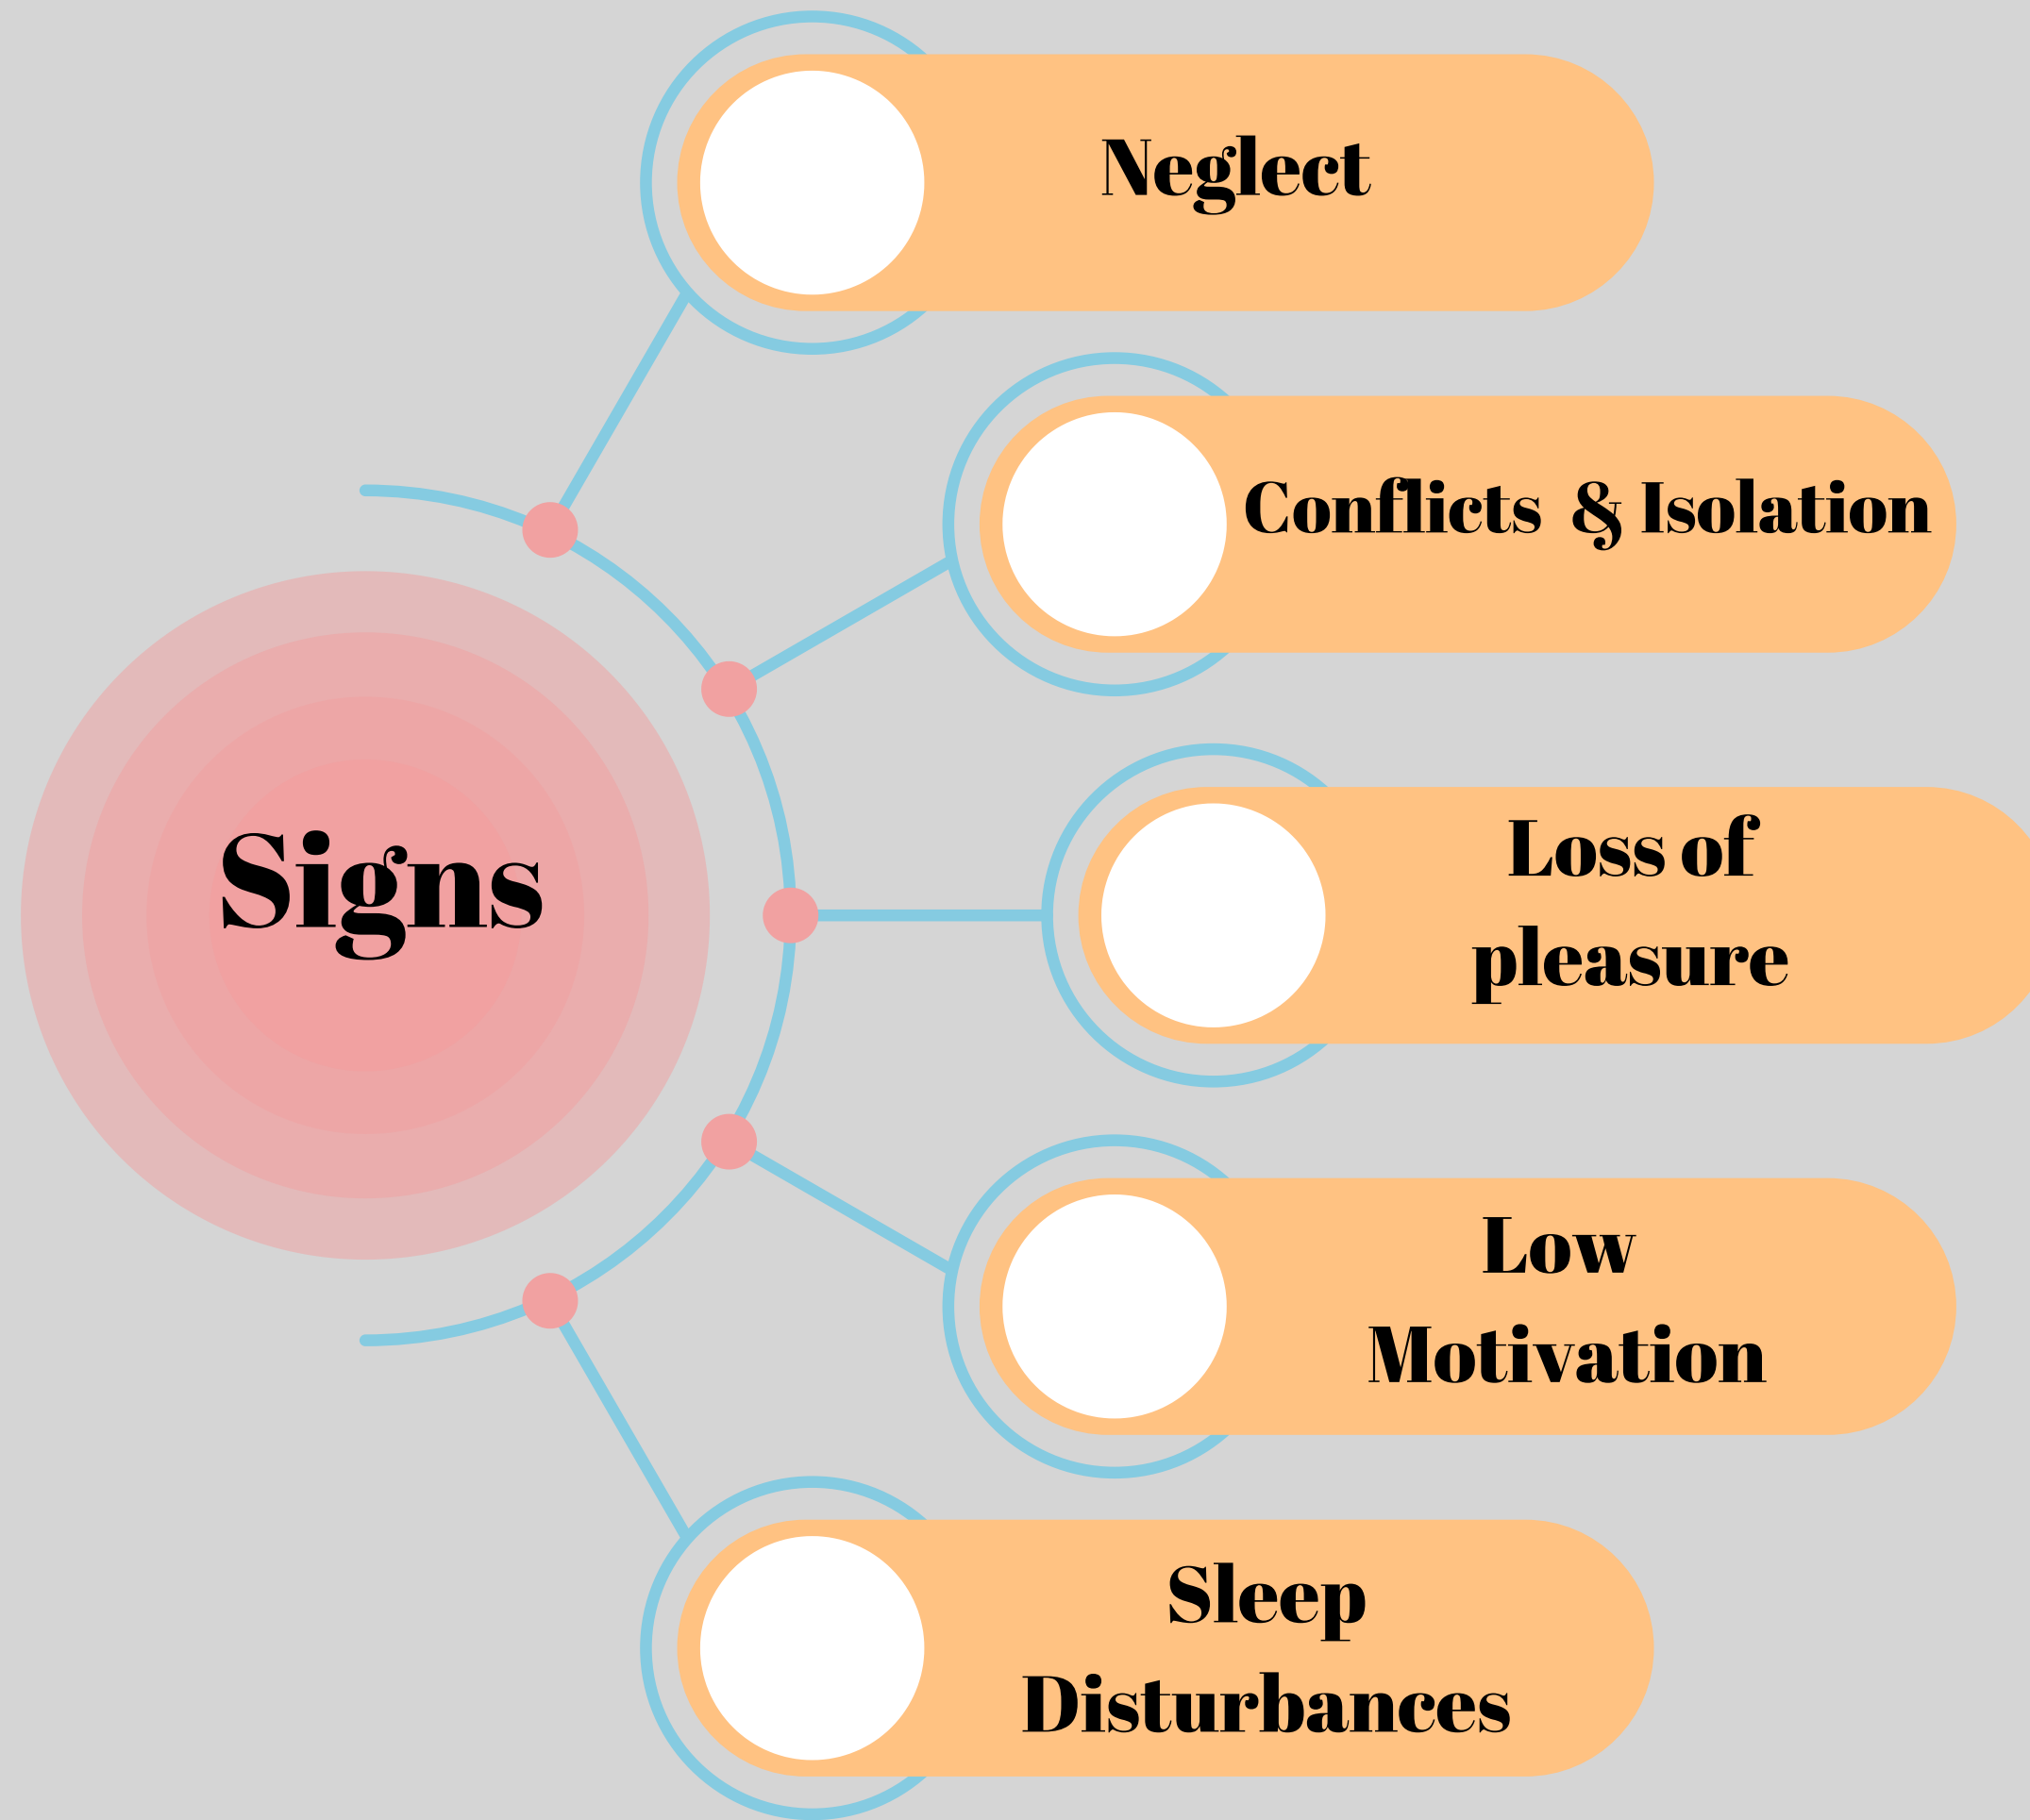 Neglect
Conflicts & Isolation
Signs
Loss of
pleasure
Low
Motivation
Sleep
Disturbances